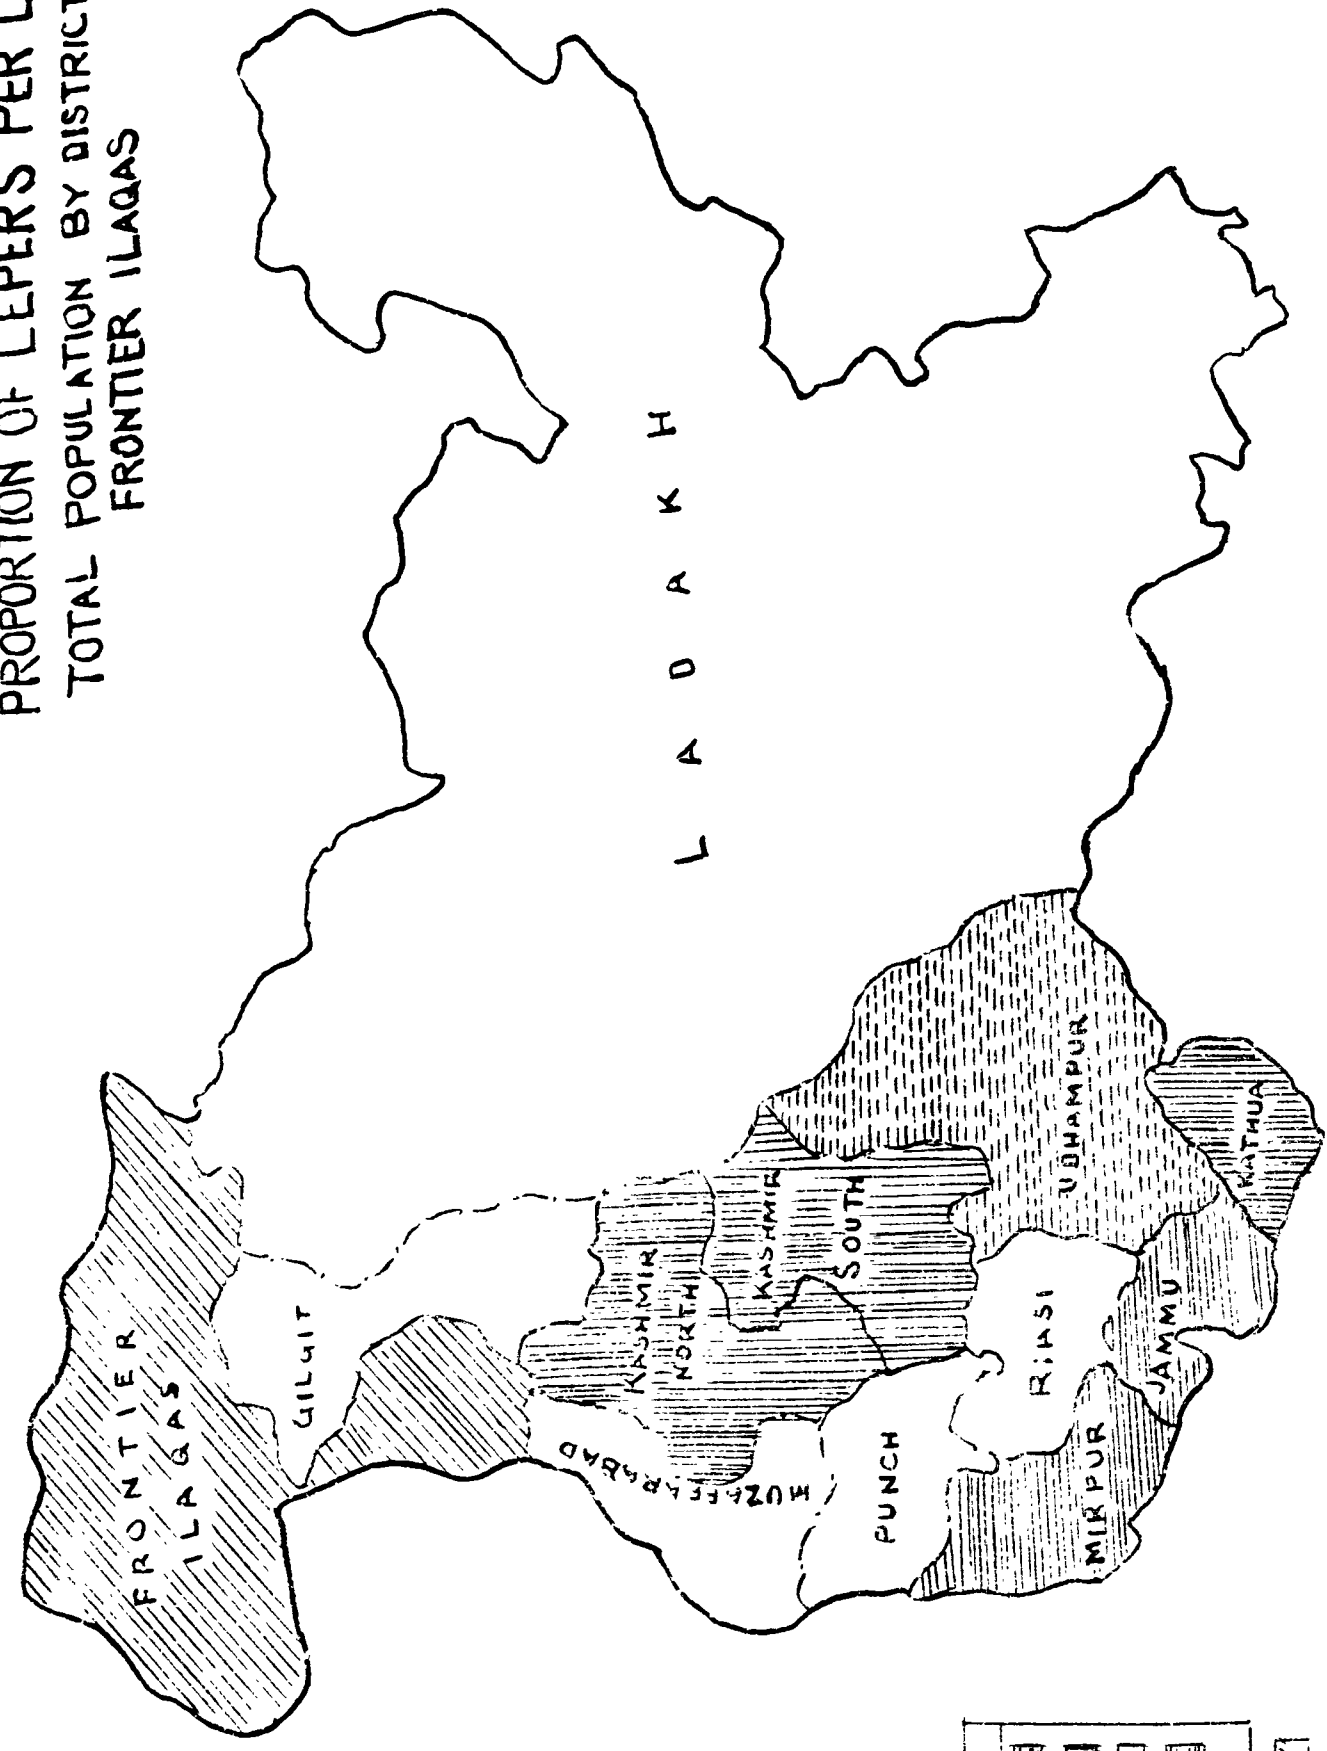 PROPORTION OF LEPERS PER L
TOTAL POPULATION BY DISTRICT
FRONTIER ILAQAS
FRONTIER
ILAQAS
GILGIT
LADAKH
MUZAFFARABAD
KASHMIR
NORTH
KASHMIR
SOUTH
PUNCH
RIASI
UDHAMPUR
MIRPUR
JAMMU
KATHUA